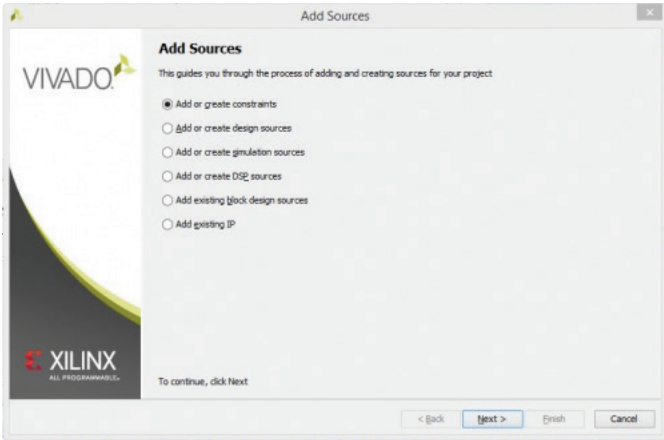 Add Sources
VIVADO.
Add Sources
This guides you through the process of adding and creating sources for your project
Add or create constraints
Add or create design sources
Add or create simulation sources
Add or create DSP sources
Add existing block design sources
Add existing IP
XILINX
ALL PROGRAMMABLE.
To continue, click Next
< Back Next > Finish Cancel